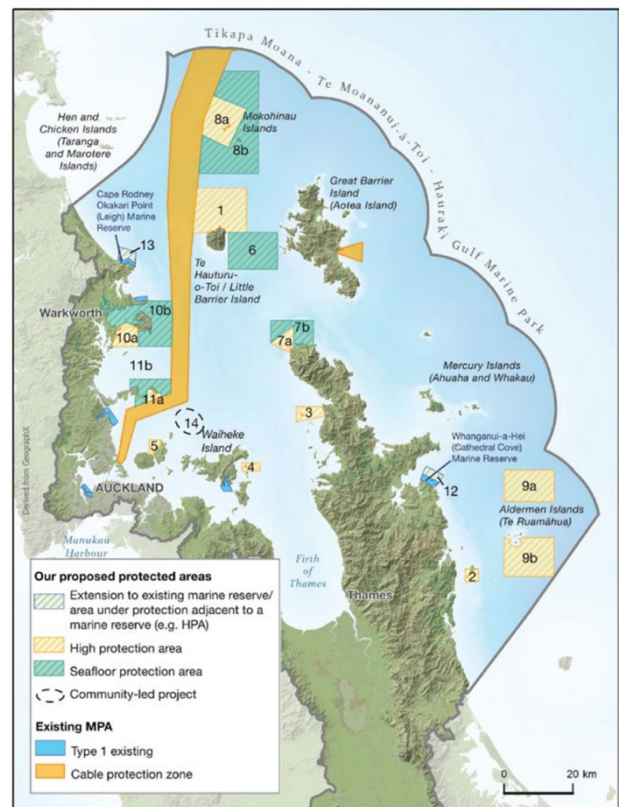 Tikapa Moana - Te Moananui-ā-Toi - Hauraki Gulf Marine Park
Hen and
Chicken Islands
(Taranga
and Marotere
Islands)
8a
Mokohinau
Islands
8b
Cape Rodney
Okakari Point
(Leigh) Marine
Reserve
13
Great Barrier
Island
(Aotea Island)
1
6
Te
Hauturu-
o-Toi / Little
Barrier Island
Warkworth
10b
10a
7b
7a
11b
Mercury Islands
(Ahuaha and Whakau)
11a
14
3
Waiheke
Island
5
4
Whanganui-a-Hei
(Cathedral Cove)
Marine Reserve
12
9a
Aldermen Islands
(Te Ruamāhua)
9b
AUCKLAND
Manukau
Harbour
Firth
of
Thames
2
Thames
Derived from GeographX
Our proposed protected areas
Extension to existing marine reserve/
area under protection adjacent to a
marine reserve (e.g. HPA)
High protection area
Seafloor protection area
Community-led project
Existing MPA
Type 1 existing
Cable protection zone
0 20 km